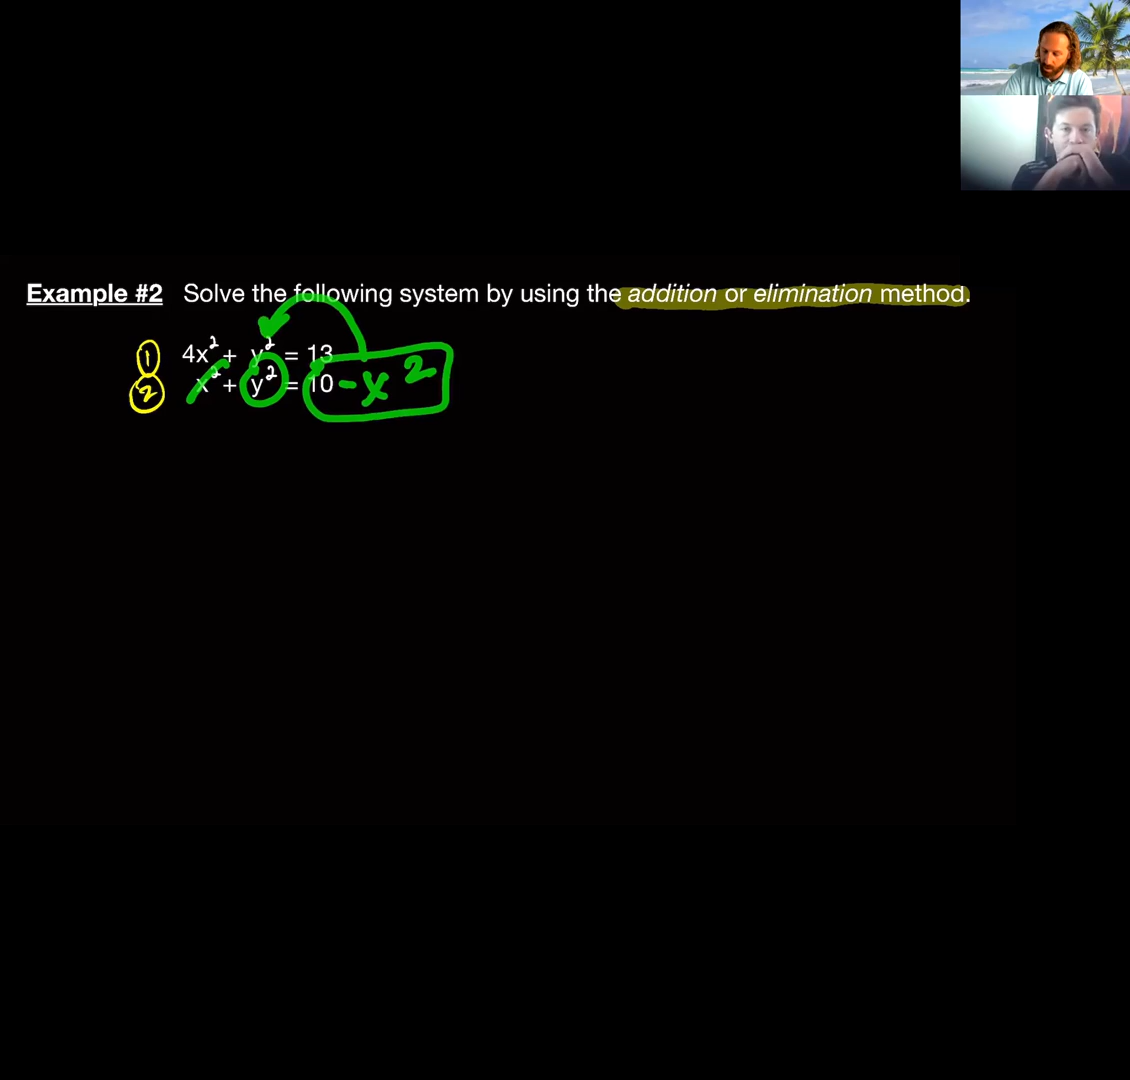 Example #2 Solve the following system by using the addition or elimination method.
① 4x² + y² = 13
② x² + y² = 10 - x²